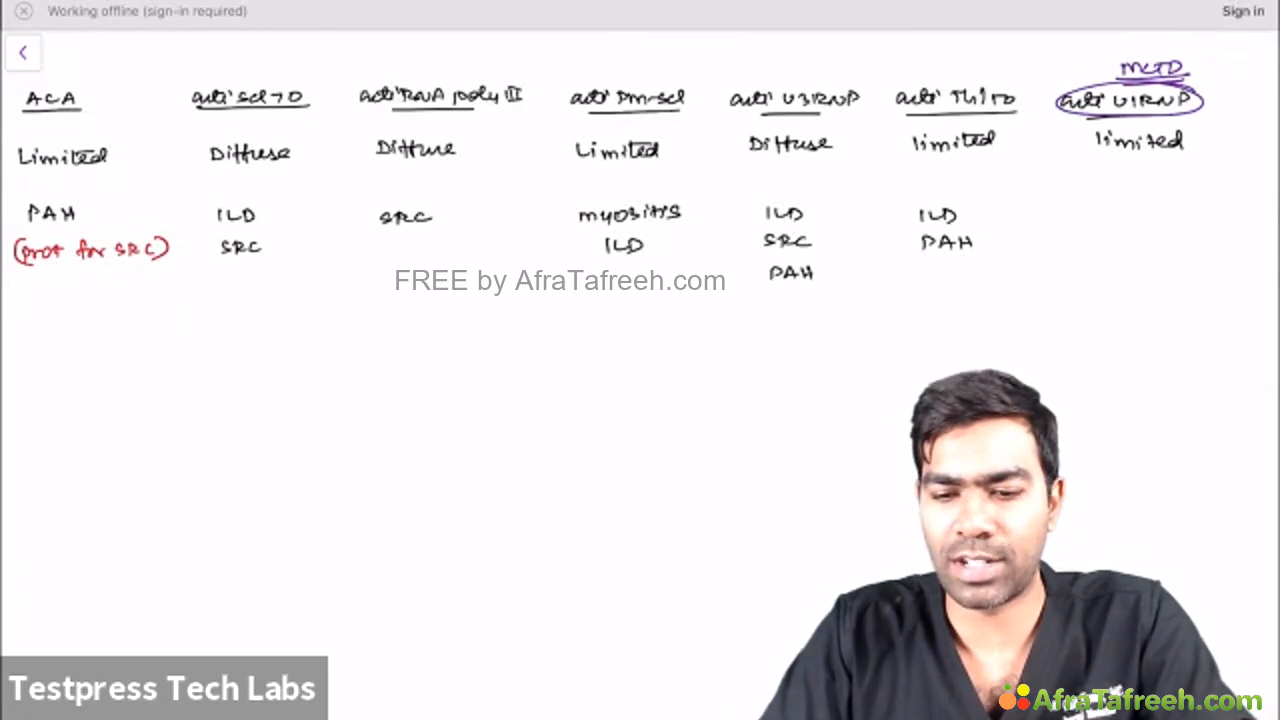 Working offline (sign-in required)
Sign in
MCTD
ACA anti scl 70 anti RNA poly III anti Pm-scl anti U3RNP anti Th/To anti U1RNP
Limited Diffuse Diffuse Limited Diffuse limited limited
PAH ILD SRC myositis ILD ILD
(prot for SRC) SRC ILD SRC PAH
PAH
FREE by AfraTafreeh.com
Testpress Tech Labs
AfraTafreeh.com